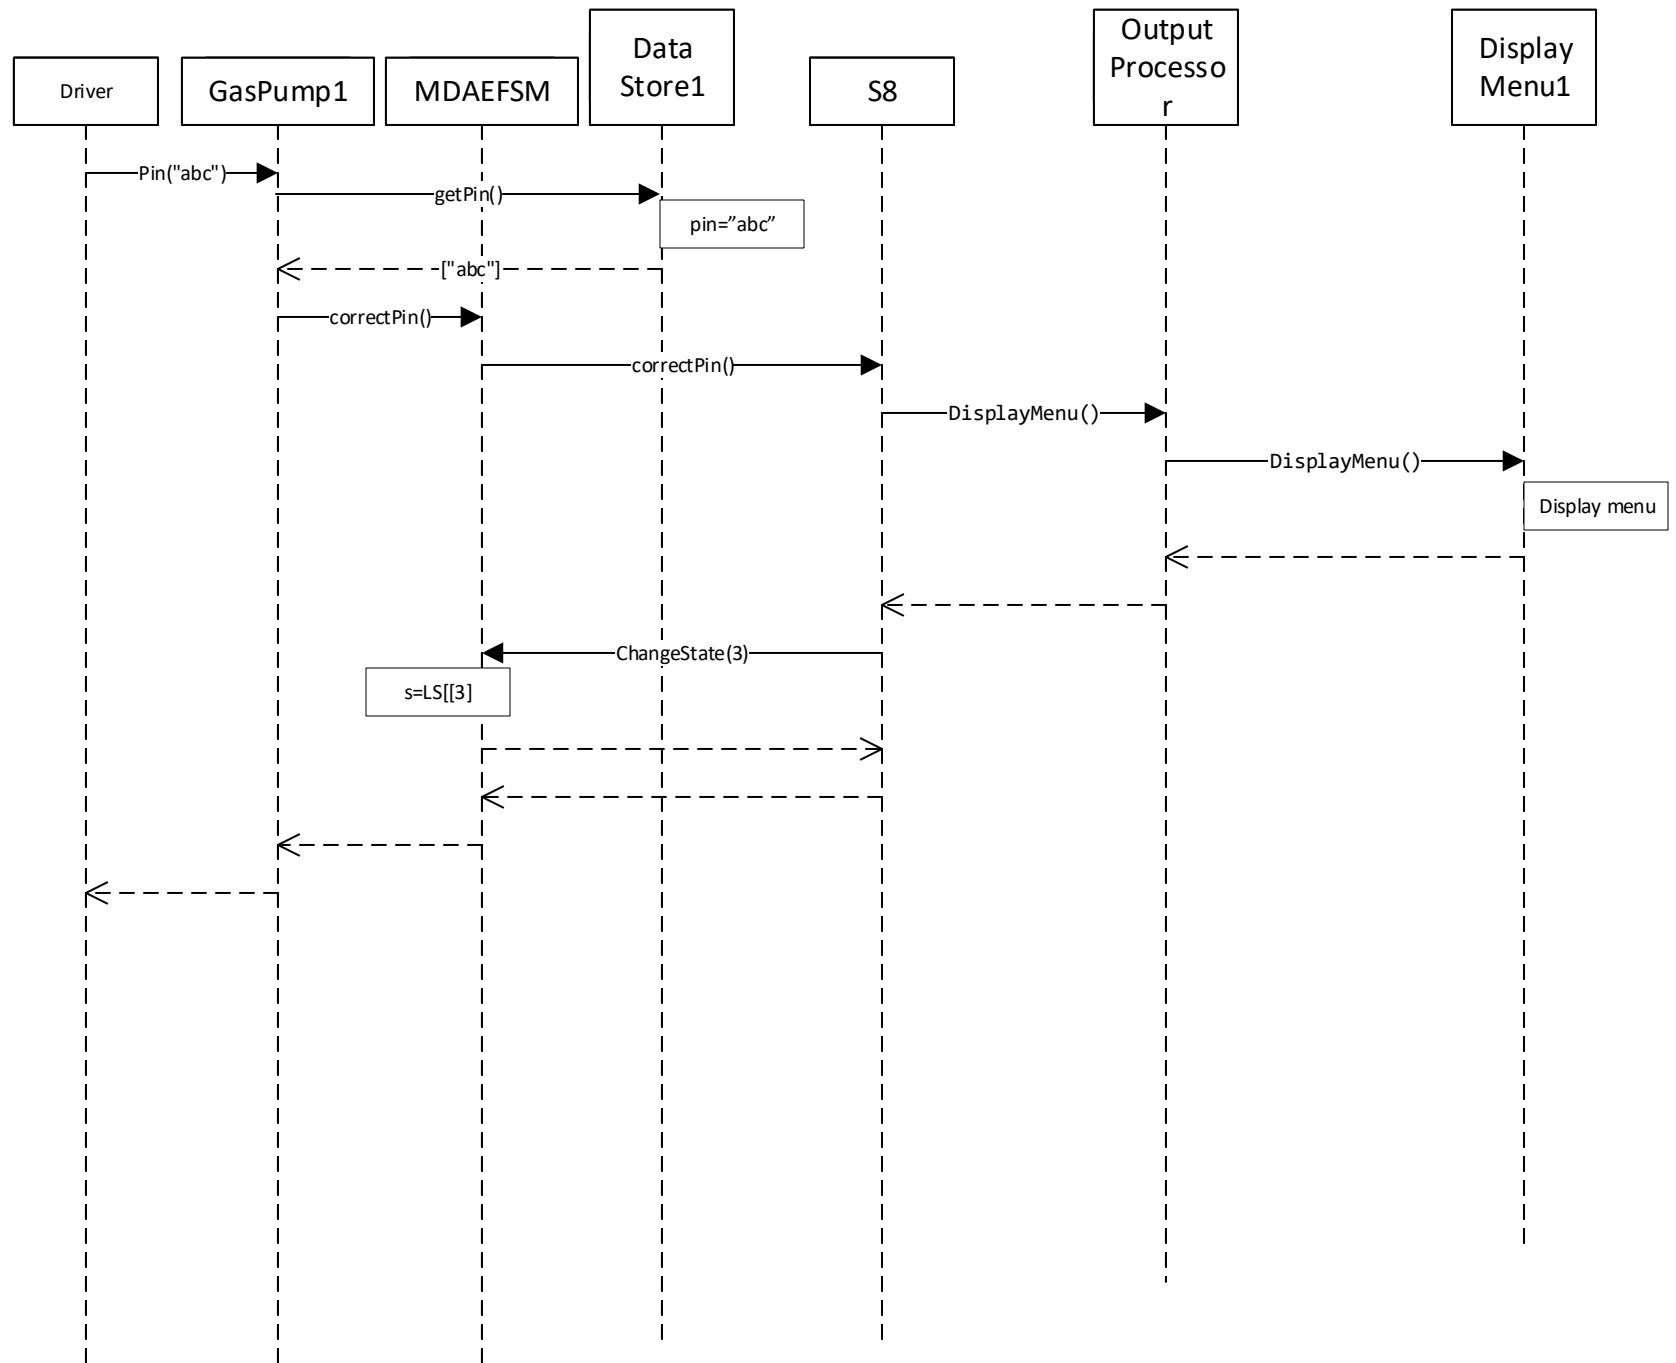 Driver
GasPump1
MDAEFSM
Data
Store1
S8
Output
Processo
r
Display
Menu1
Pin("abc")
getPin()
pin=”abc”
["abc"]
correctPin()
correctPin()
DisplayMenu()
DisplayMenu()
Display menu
ChangeState(3)
s=LS[[3]